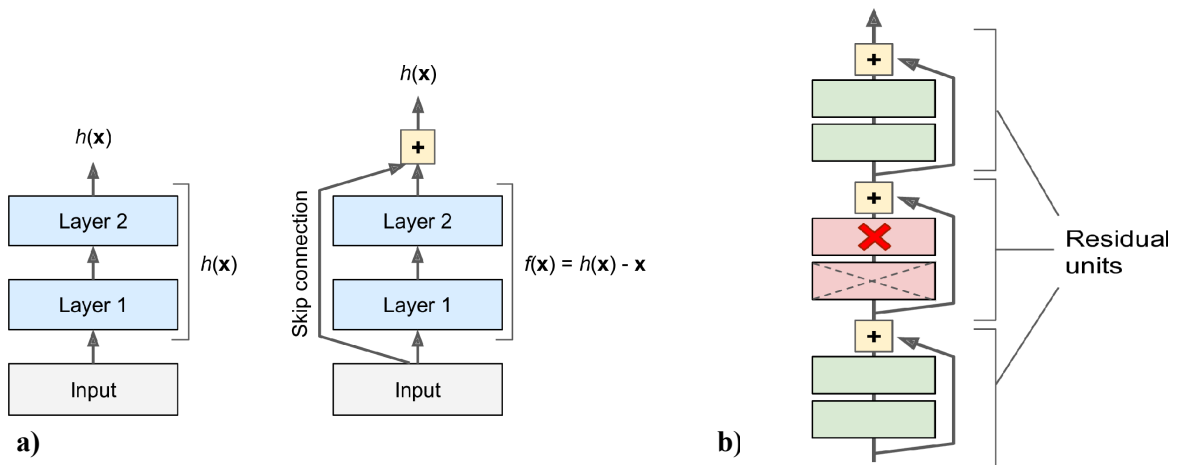 h(x)
Layer 2
Layer 1
Input
h(x)
a)
h(x)
+
Skip connection
Layer 2
Layer 1
Input
f(x) = h(x) - x
+
+
+
Residual
units
b)